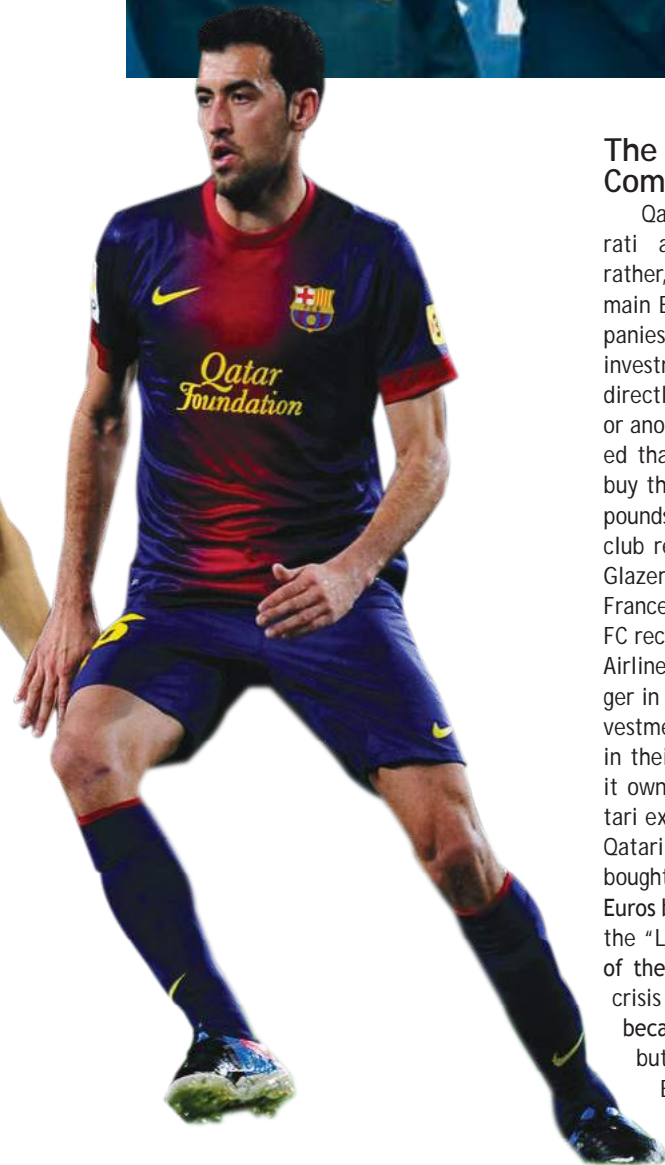 Qatar
Foundation
6
The
Com
Qa
rati a
rather,
main E
panies
investr
directl
or ano
ed tha
buy th
pounds
club re
Glazer
France
FC rec
Airline
ger in
vestme
in thei
it own
tari ex
Qatari
bought
Euros h
the “L
of the
crisis
beca
but
E